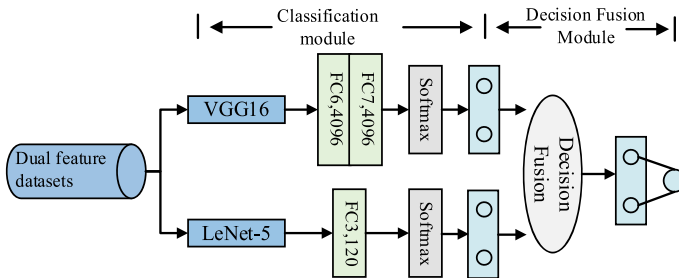 Classification
module
Decision Fusion
Module
Dual feature
datasets
VGG16
FC6,4096
FC7,4096
Softmax
LeNet-5
FC3,120
Softmax
Decision
Fusion